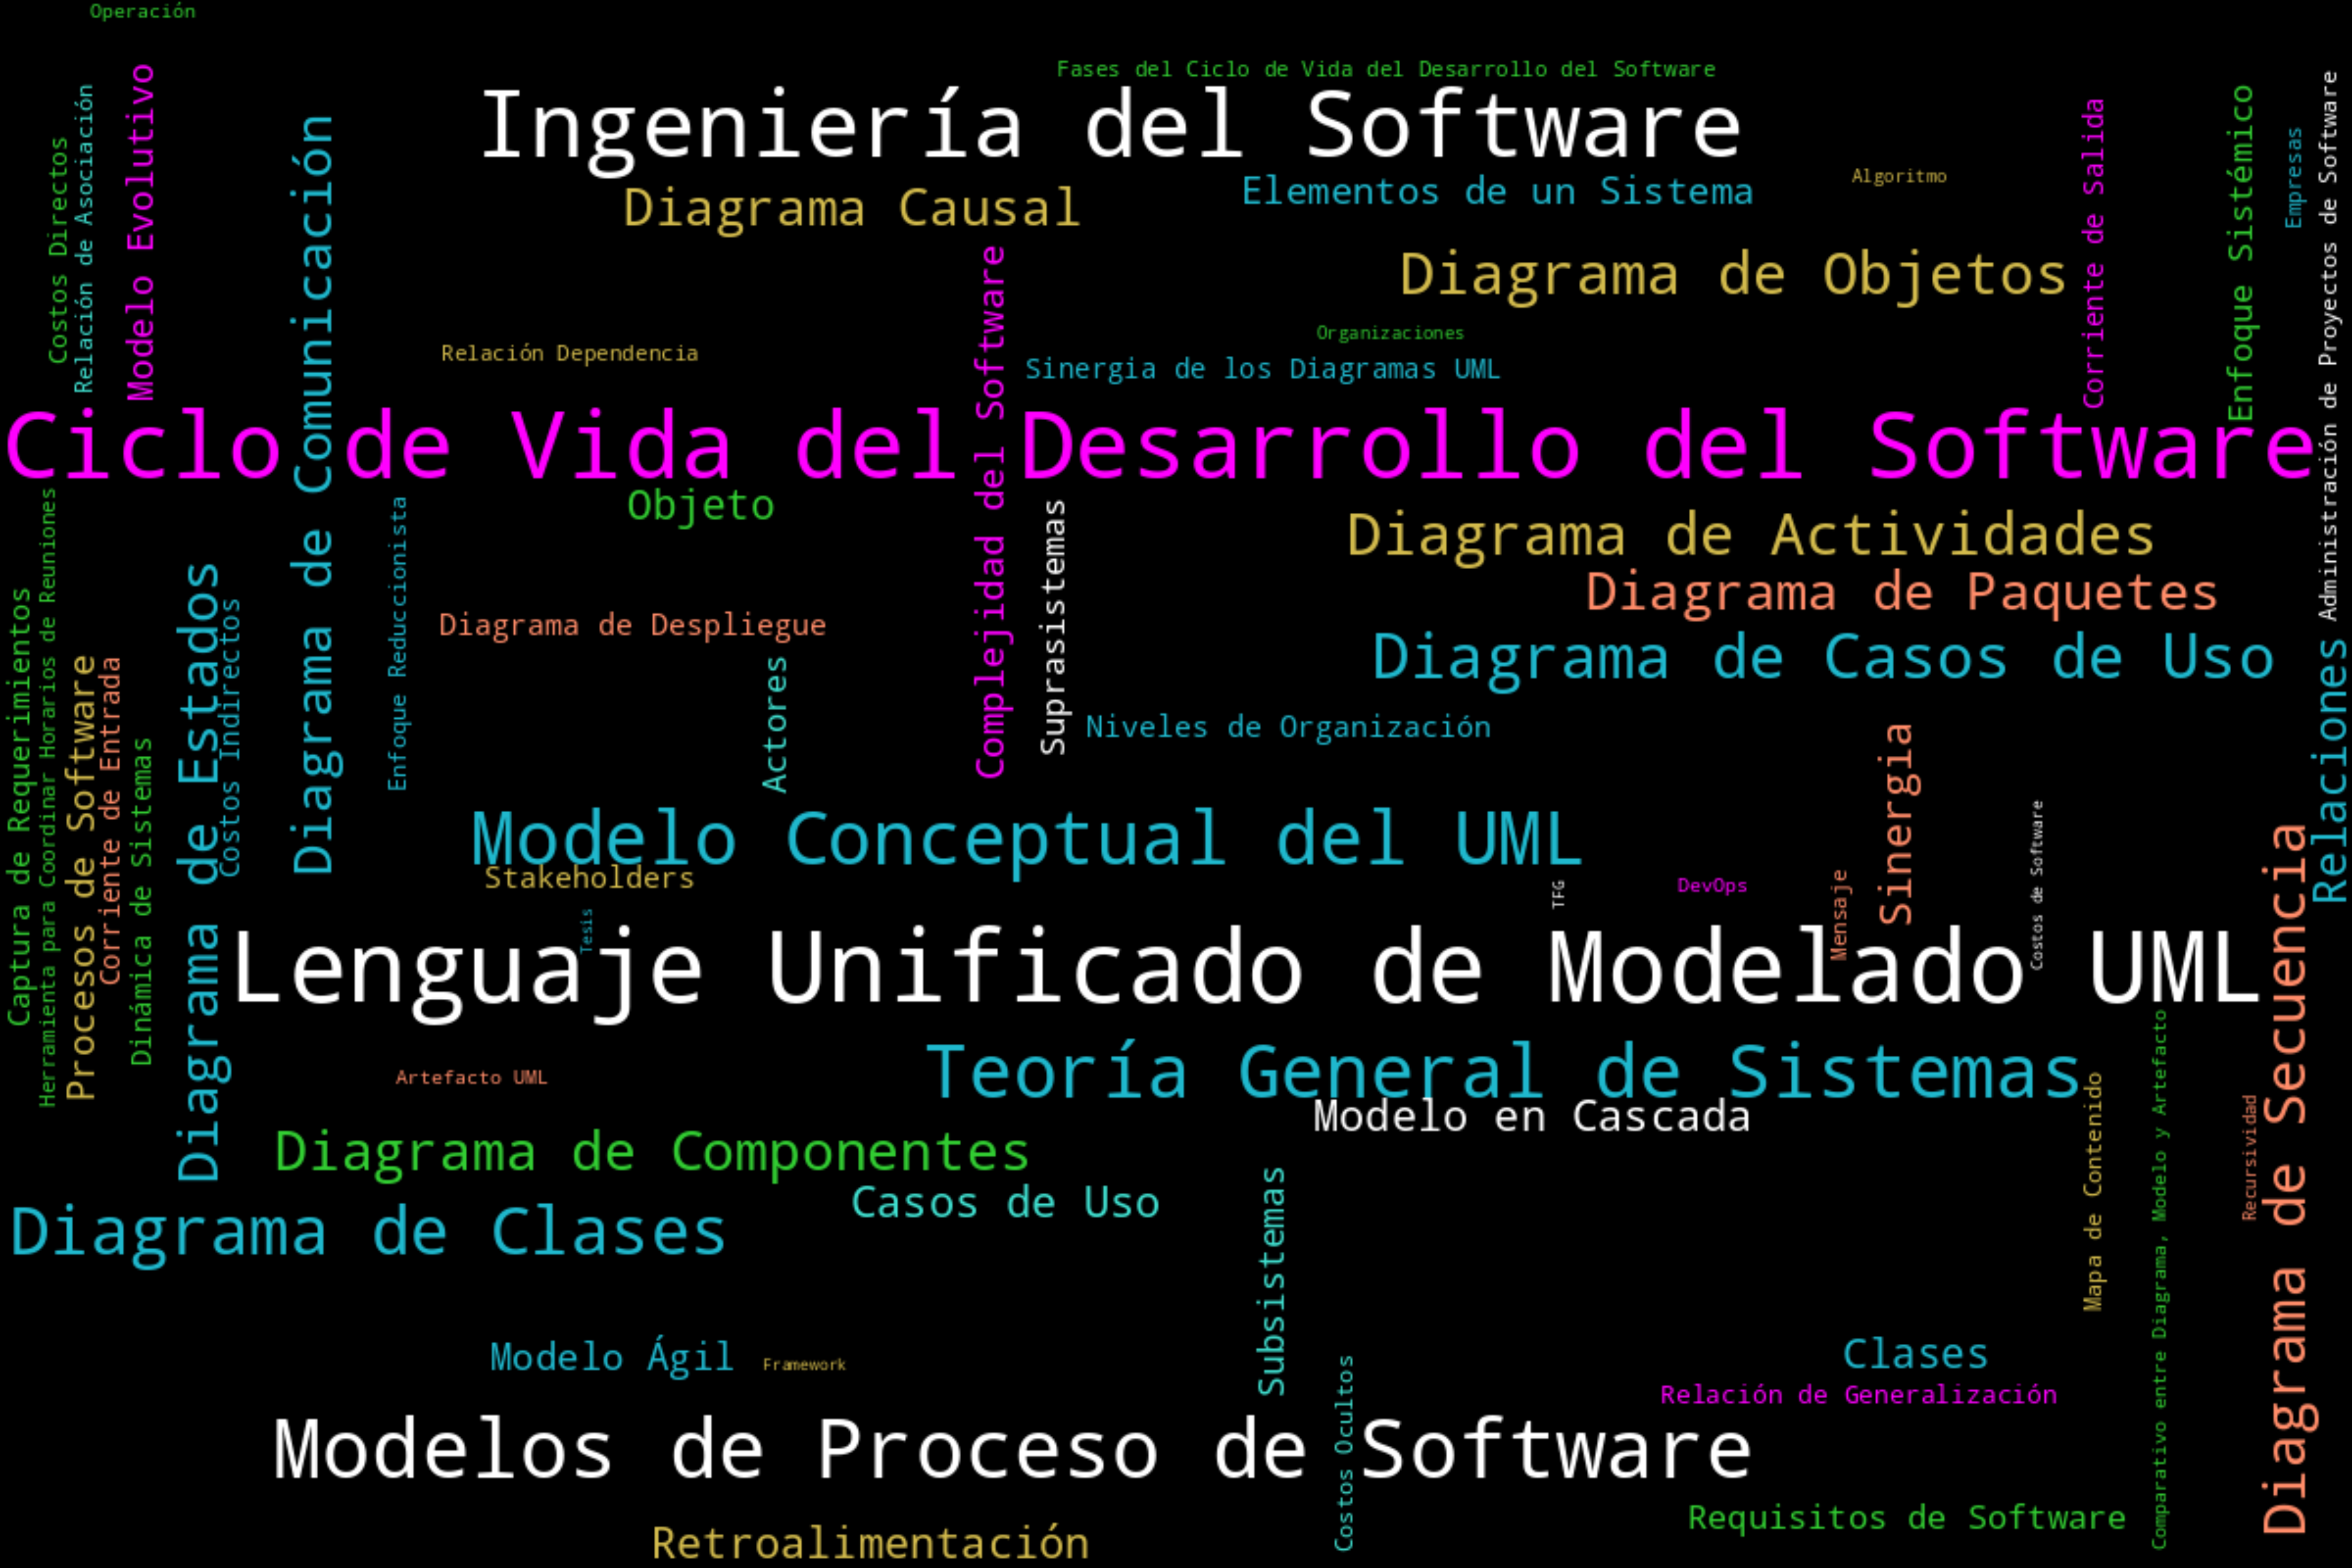 Operación
Fases del Ciclo de Vida del Desarrollo del Software
Ingeniería del Software
Algoritmo
Elementos de un Sistema
Diagrama Causal
Costos Directos
Relación de Asociación
Modelo Evolutivo
Diagrama de Comunicación
Corriente de Salida
Enfoque Sistémico
Empresas
Administración de Proyectos de Software
Diagrama de Objetos
Organizaciones
Relación Dependencia
Sinergia de los Diagramas UML
Complejidad del Software
Ciclo de Vida del Desarrollo del Software
Objeto
Enfoque Reduccionista
Suprasistemas
Diagrama de Actividades
Diagrama de Paquetes
Diagrama de Despliegue
Diagrama de Casos de Uso
Actores
Niveles de Organización
Captura de Requerimientos
Herramienta para Coordinar Horarios de Reuniones
Procesos de Software
Corriente de Entrada
Dinámica de Sistemas
Diagrama de Estados
Costos Indirectos
Relaciones
Sinergia
Modelo Conceptual del UML
Stakeholders
TFG
DevOps
Mensaje
Costos de Software
Tesis
Lenguaje Unificado de Modelado UML
Diagrama de Secuencia
Teoría General de Sistemas
Artefacto UML
Modelo en Cascada
Mapa de Contenido
Comparativo entre Diagrama, Modelo y Artefacto
Recursividad
Diagrama de Componentes
Casos de Uso
Diagrama de Clases
Subsistemas
Modelo Ágil
Framework
Clases
Relación de Generalización
Costos Ocultos
Modelos de Proceso de Software
Requisitos de Software
Retroalimentación